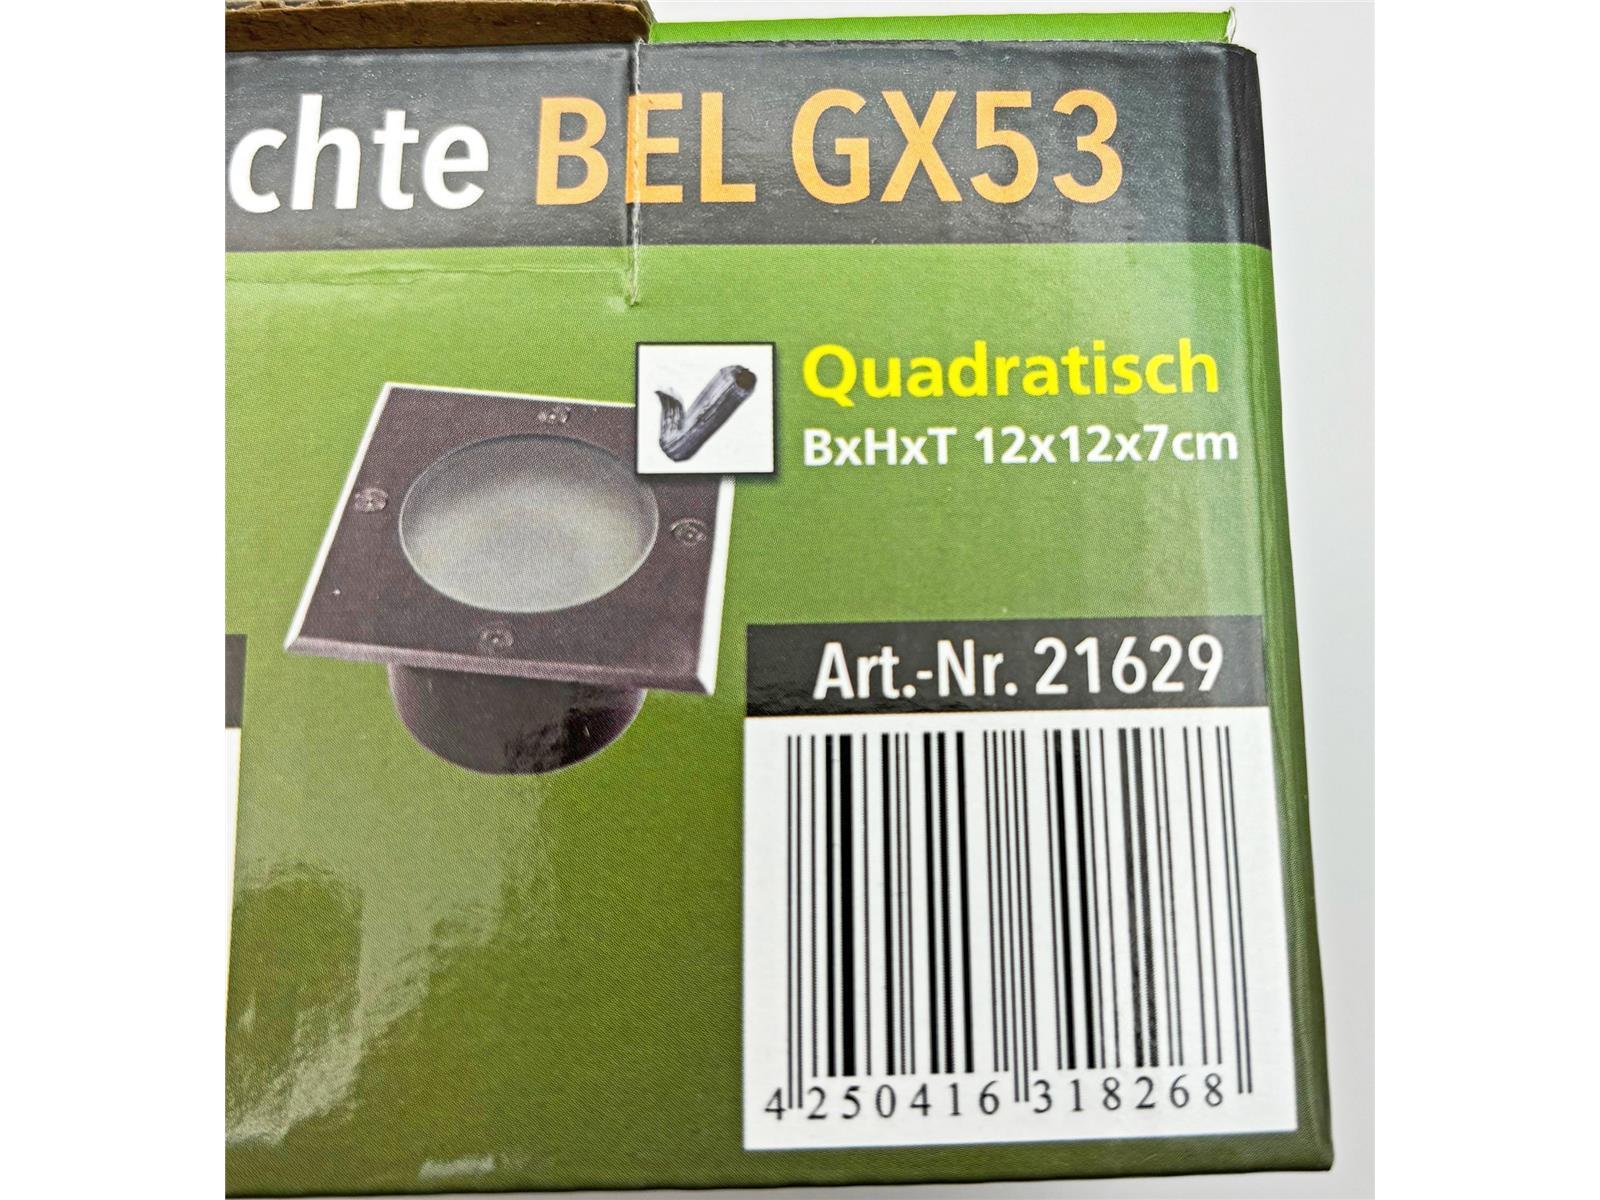 chte BEL GX53
Quadratisch
BxHxT 12x12x7cm
Art.-Nr. 21629
4 250416 318268